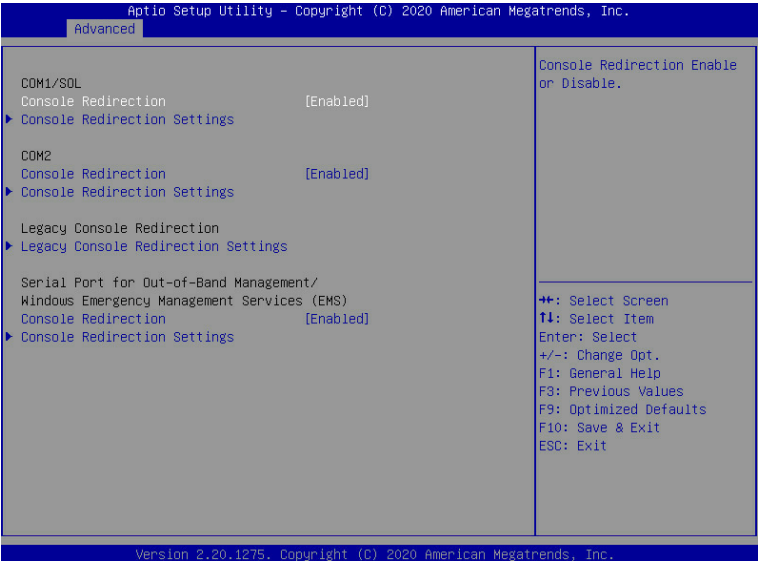 Aptio Setup Utility – Copyright (C) 2020 American Megatrends, Inc.
Advanced
COM1/SOL
Console Redirection [Enabled]
▶ Console Redirection Settings
COM2
Console Redirection [Enabled]
▶ Console Redirection Settings
Legacy Console Redirection
▶ Legacy Console Redirection Settings
Serial Port for Out-of-Band Management/
Windows Emergency Management Services (EMS)
Console Redirection [Enabled]
▶ Console Redirection Settings
Console Redirection Enable
or Disable.
→←: Select Screen
↑↓: Select Item
Enter: Select
+/-: Change Opt.
F1: General Help
F3: Previous Values
F9: Optimized Defaults
F10: Save & Exit
ESC: Exit
Version 2.20.1275. Copyright (C) 2020 American Megatrends, Inc.